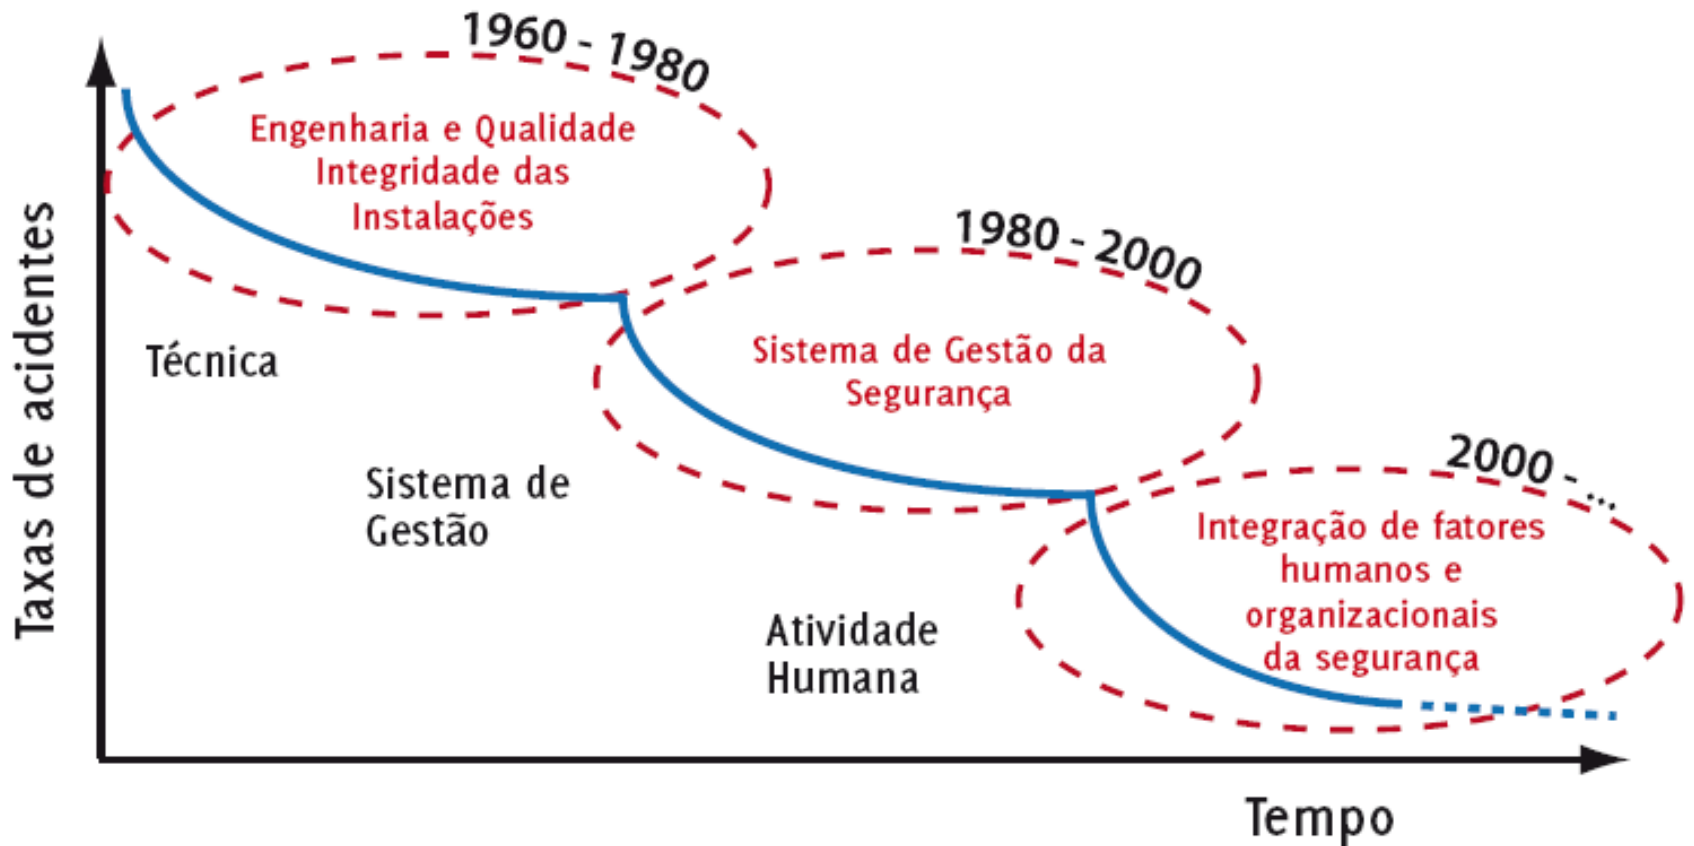 1960 - 1980
Engenharia e Qualidade
Integridade das
Instalações
1980 - 2000
Sistema de Gestão da
Segurança
2000 - ...
Integração de fatores
humanos e
organizacionais
da segurança
Técnica
Sistema de
Gestão
Atividade
Humana
Taxas de acidentes
Tempo